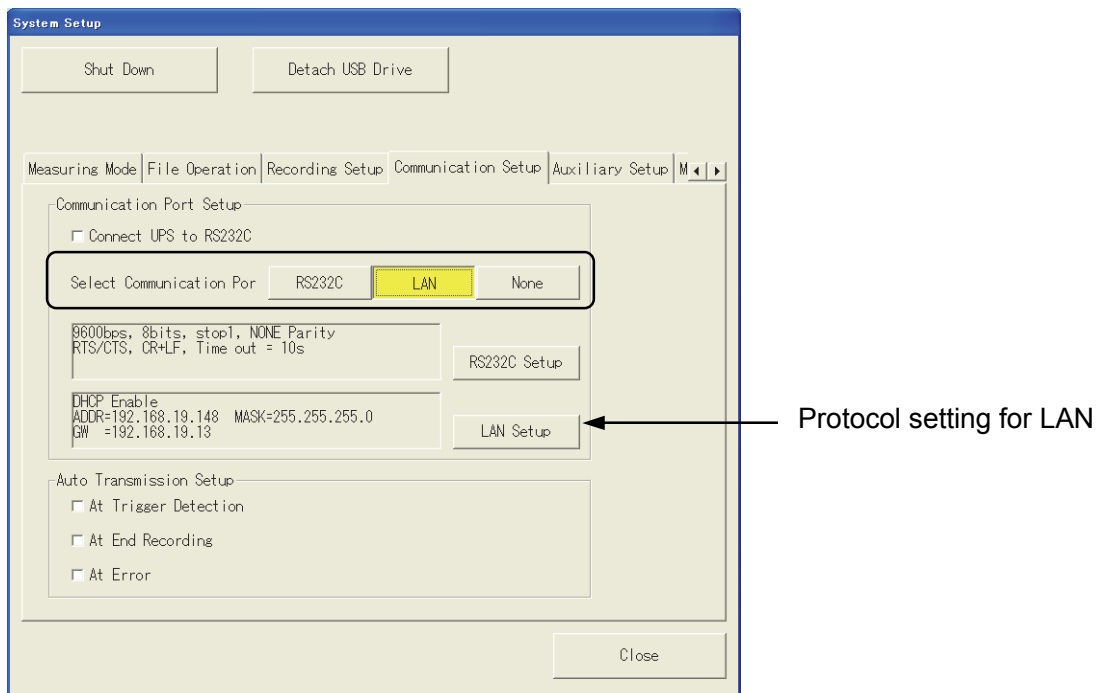 System Setup
Shut Down Detach USB Drive
Measuring Mode File Operation Recording Setup Communication Setup Auxiliary Setup M
Communication Port Setup
Connect UPS to RS232C
Select Communication Por RS232C LAN None
9600bps, 8bits, stop1, NONE Parity
RTS/CTS, CR+LF, Time out = 10s
RS232C Setup
DHCP Enable
ADDR=192.168.19.148 MASK=255.255.255.0
GW =192.168.19.13
LAN Setup
Protocol setting for LAN
Auto Transmission Setup
At Trigger Detection
At End Recording
At Error
Close